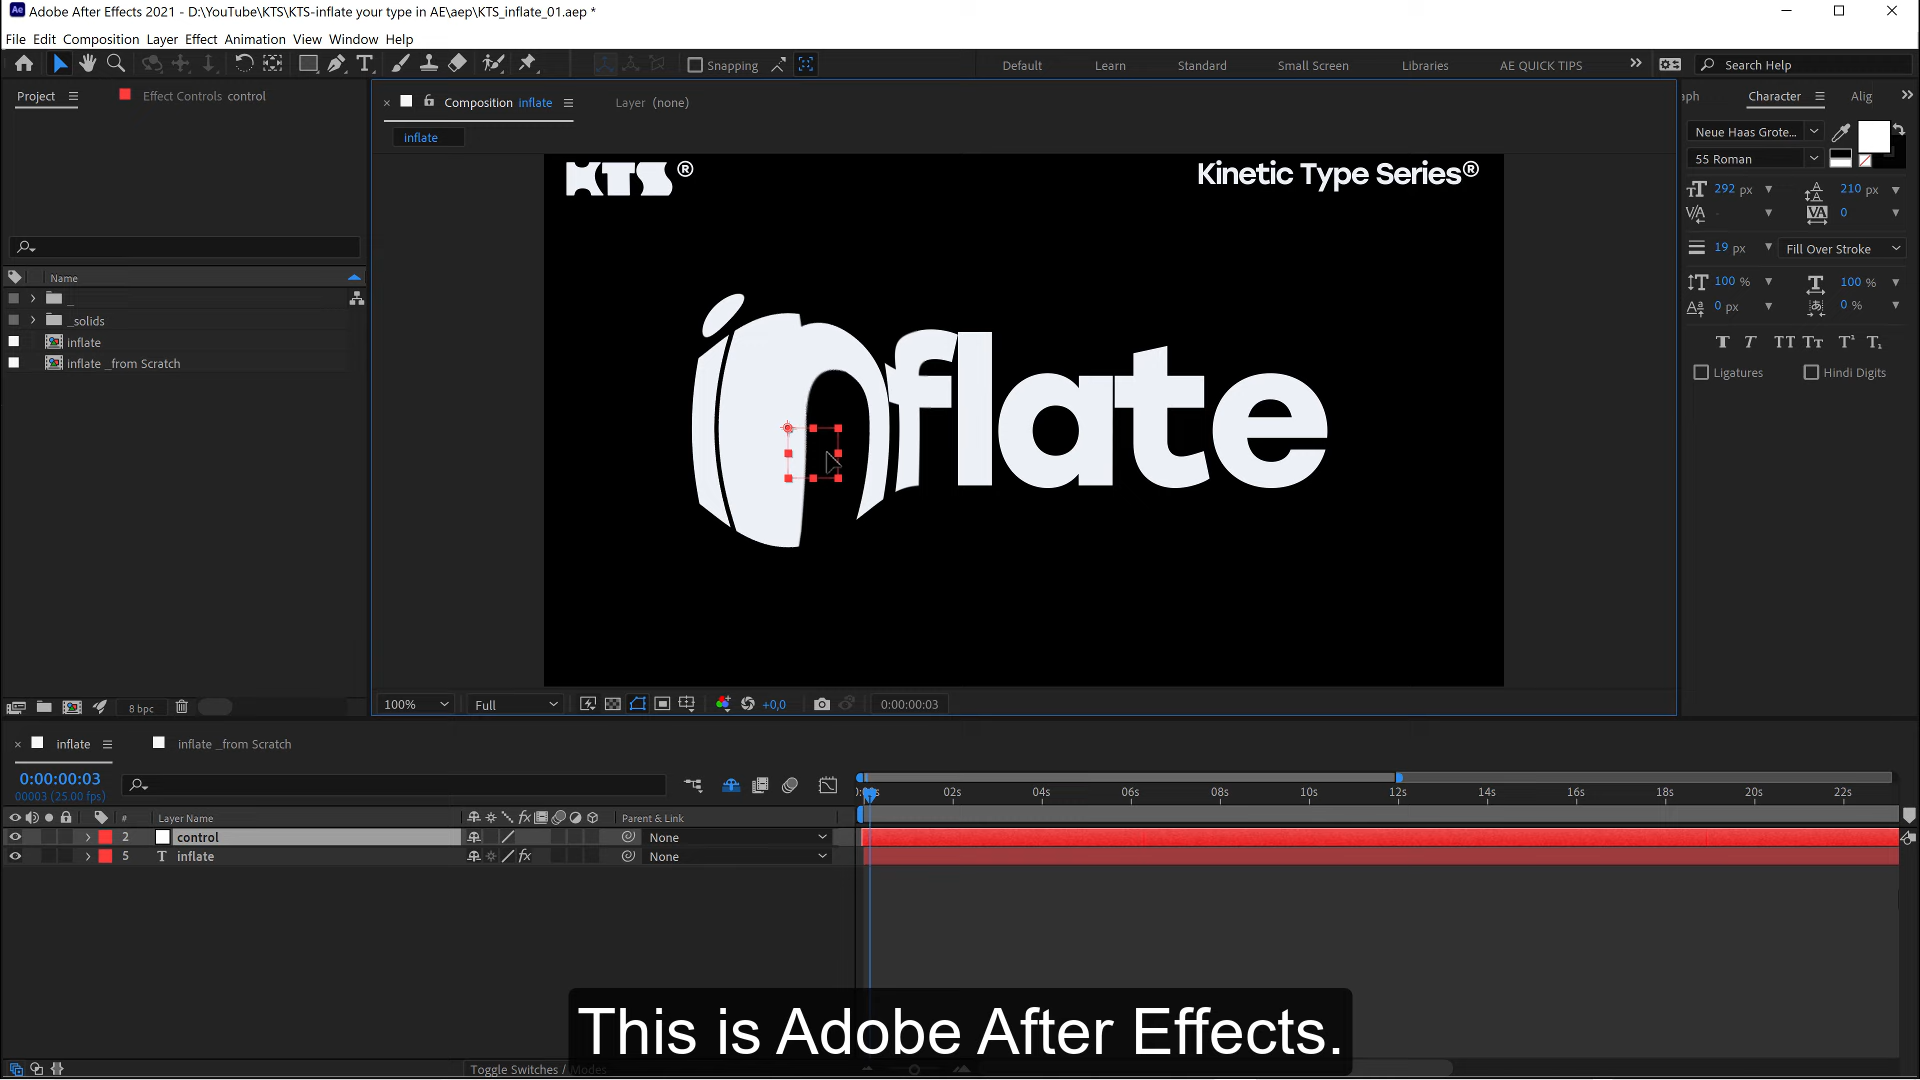 Adobe After Effects 2021 - D:\YouTube\KTS\KTS-inflate your type in AE\aep\KTS_inflate_01.aep *
File Edit Composition Layer Effect Animation View Window Help
Snapping
Default Learn Standard Small Screen Libraries AE QUICK TIPS Search Help
Project Effect Controls control
Composition inflate Layer (none)
aph Character Alig
inflate
Neue Haas Grote...
55 Roman
292 px 210 px
- 0
19 px Fill Over Stroke
100 % 100 %
0 px 0 %
Ligatures Hindi Digits
KTS®
Kinetic Type Series®
inflate
Name
_
_solids
inflate
inflate _from Scratch
8 bpc
100% Full +0,0 0:00:00:03
inflate inflate _from Scratch
0:00:00:03
00003 (25.00 fps)
02s 04s 06s 08s 10s 12s 14s 16s 18s 20s 22s
# Layer Name Parent & Link
2 control None
5 T inflate None
This is Adobe After Effects.
Toggle Switches / Modes